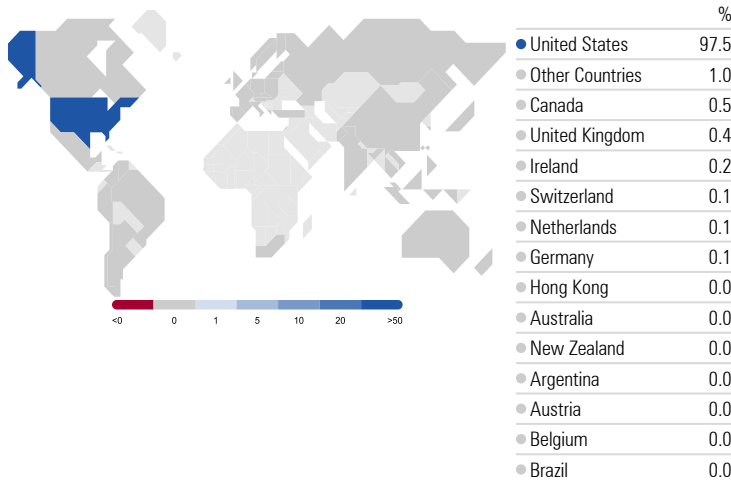 %
United States 97.5
Other Countries 1.0
Canada 0.5
United Kingdom 0.4
Ireland 0.2
Switzerland 0.1
Netherlands 0.1
Germany 0.1
Hong Kong 0.0
Australia 0.0
New Zealand 0.0
Argentina 0.0
Austria 0.0
Belgium 0.0
Brazil 0.0
<0 0 1 5 10 20 >50